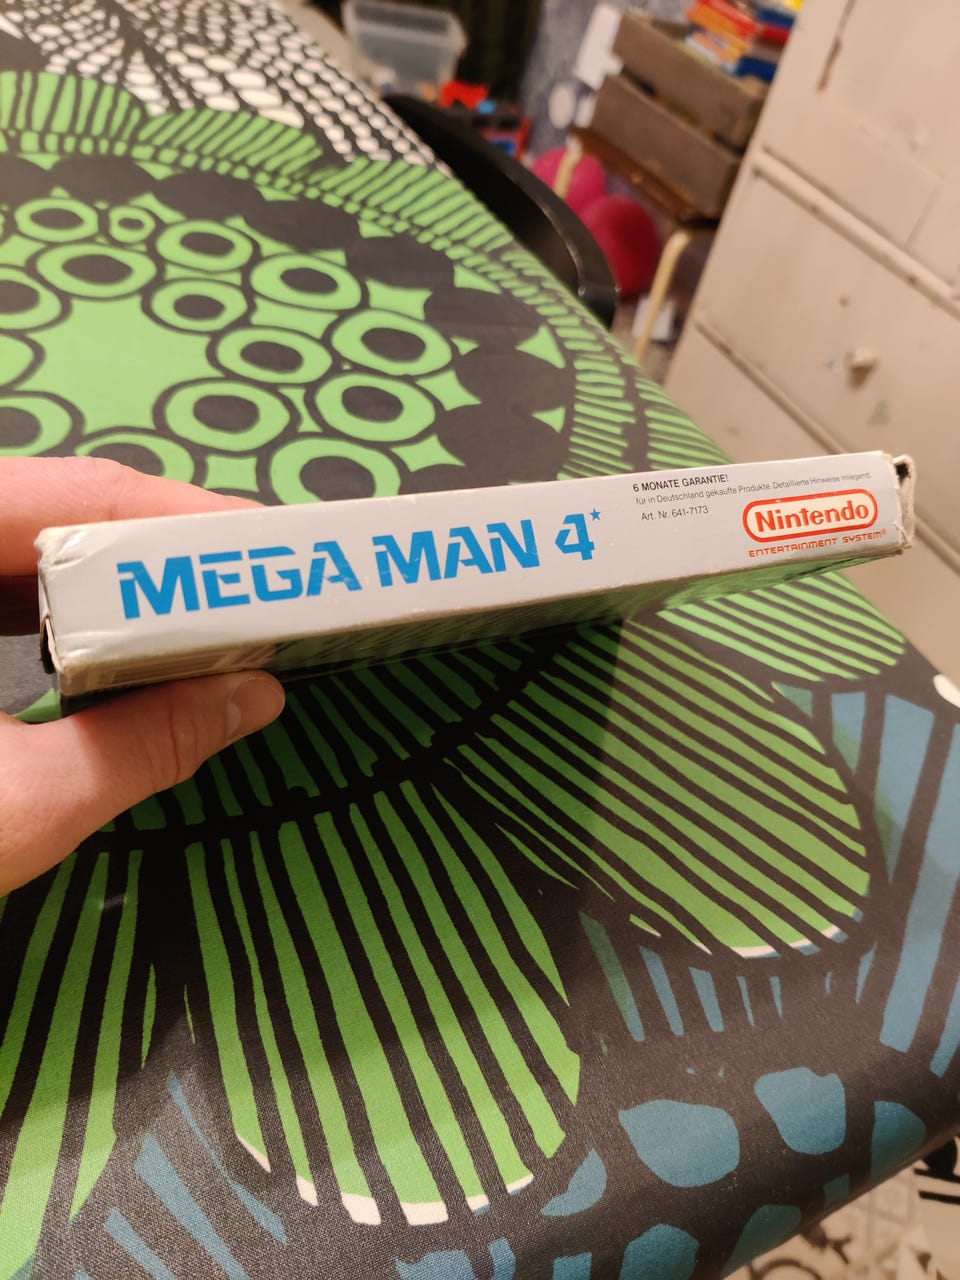 MEGA MAN 4*
6 MONATE GARANTIE!
für in Deutschland gekaufte Produkte. Detaillierte Hinweise inliegend.
Art. Nr. 641-7173
Nintendo
ENTERTAINMENT SYSTEM®